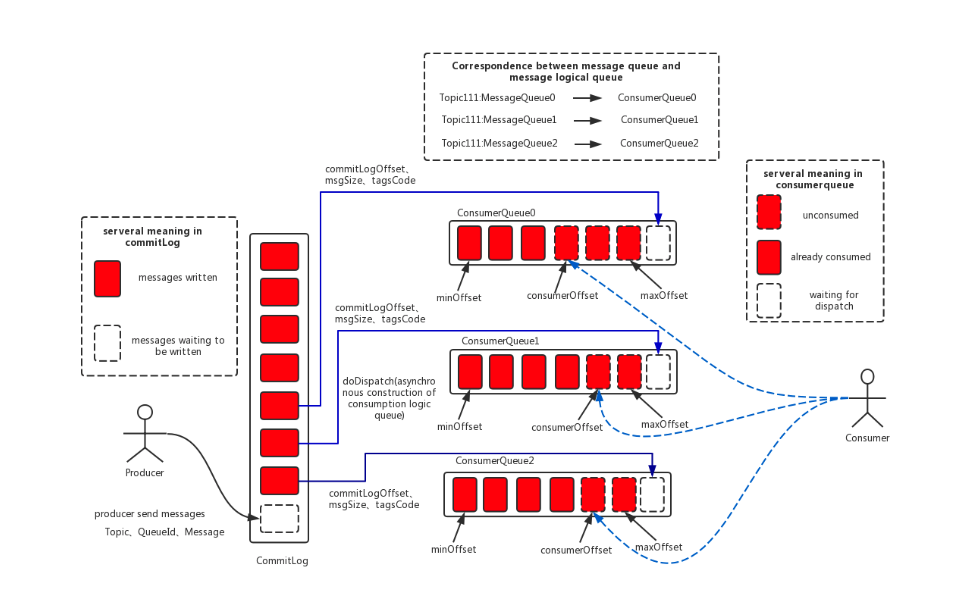 Correspondence between message queue and
message logical queue
Topic111:MessageQueue0
ConsumerQueue0
Topic111:MessageQueue1
ConsumerQueue1
Topic111:MessageQueue2
ConsumerQueue2
serveral meaning in
commitLog
messages written
messages waiting to
be written
serveral meaning in
consumerqueue
unconsumed
already consumed
waiting for
dispatch
commitLogOffset、
msgSize、tagsCode
ConsumerQueue0
minOffset
consumerOffset
maxOffset
commitLogOffset、
msgSize、tagsCode
ConsumerQueue1
doDispatch(asynchro
nous construction of
consumption logic
queue)
minOffset
consumerOffset
maxOffset
ConsumerQueue2
commitLogOffset、
msgSize、tagsCode
minOffset
consumerOffset
maxOffset
Producer
producer send messages
Topic、QueueId、Message
CommitLog
Consumer